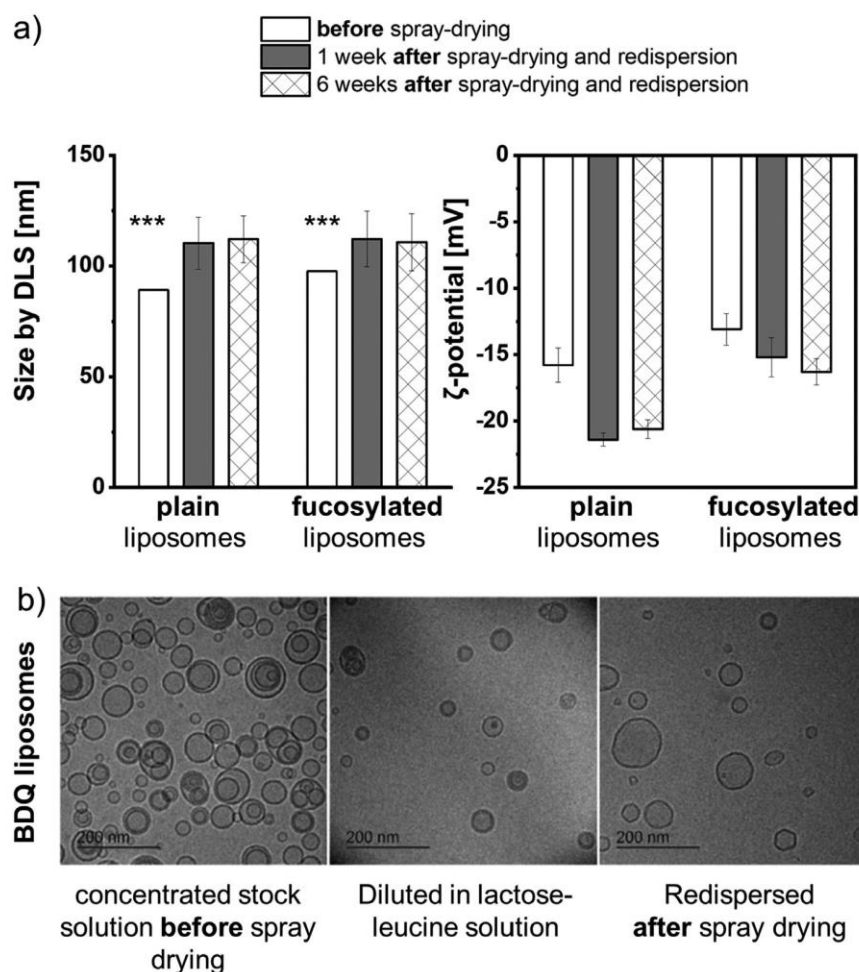 a)
before spray-drying
1 week after spray-drying and redispersion
6 weeks after spray-drying and redispersion
Size by DLS [nm]
150
100
50
0
***
***
plain
liposomes
fucosylated
liposomes
ζ-potential [mV]
0
-5
-10
-15
-20
-25
plain
liposomes
fucosylated
liposomes
b)
BDQ liposomes
200 nm
200 nm
200 nm
concentrated stock
solution before spray
drying
Diluted in lactose-
leucine solution
Redispersed
after spray drying